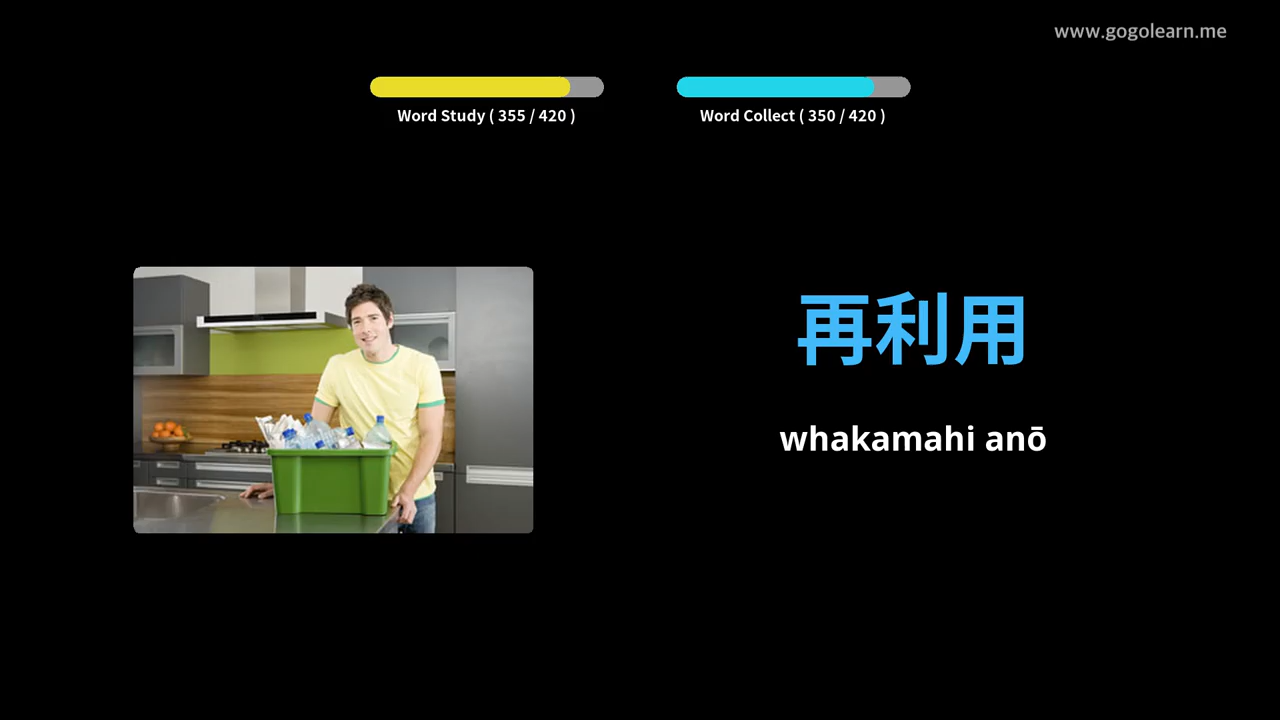 www.gogolearn.me
Word Study ( 355 / 420 )
Word Collect ( 350 / 420 )
再利用
whakamahi anō